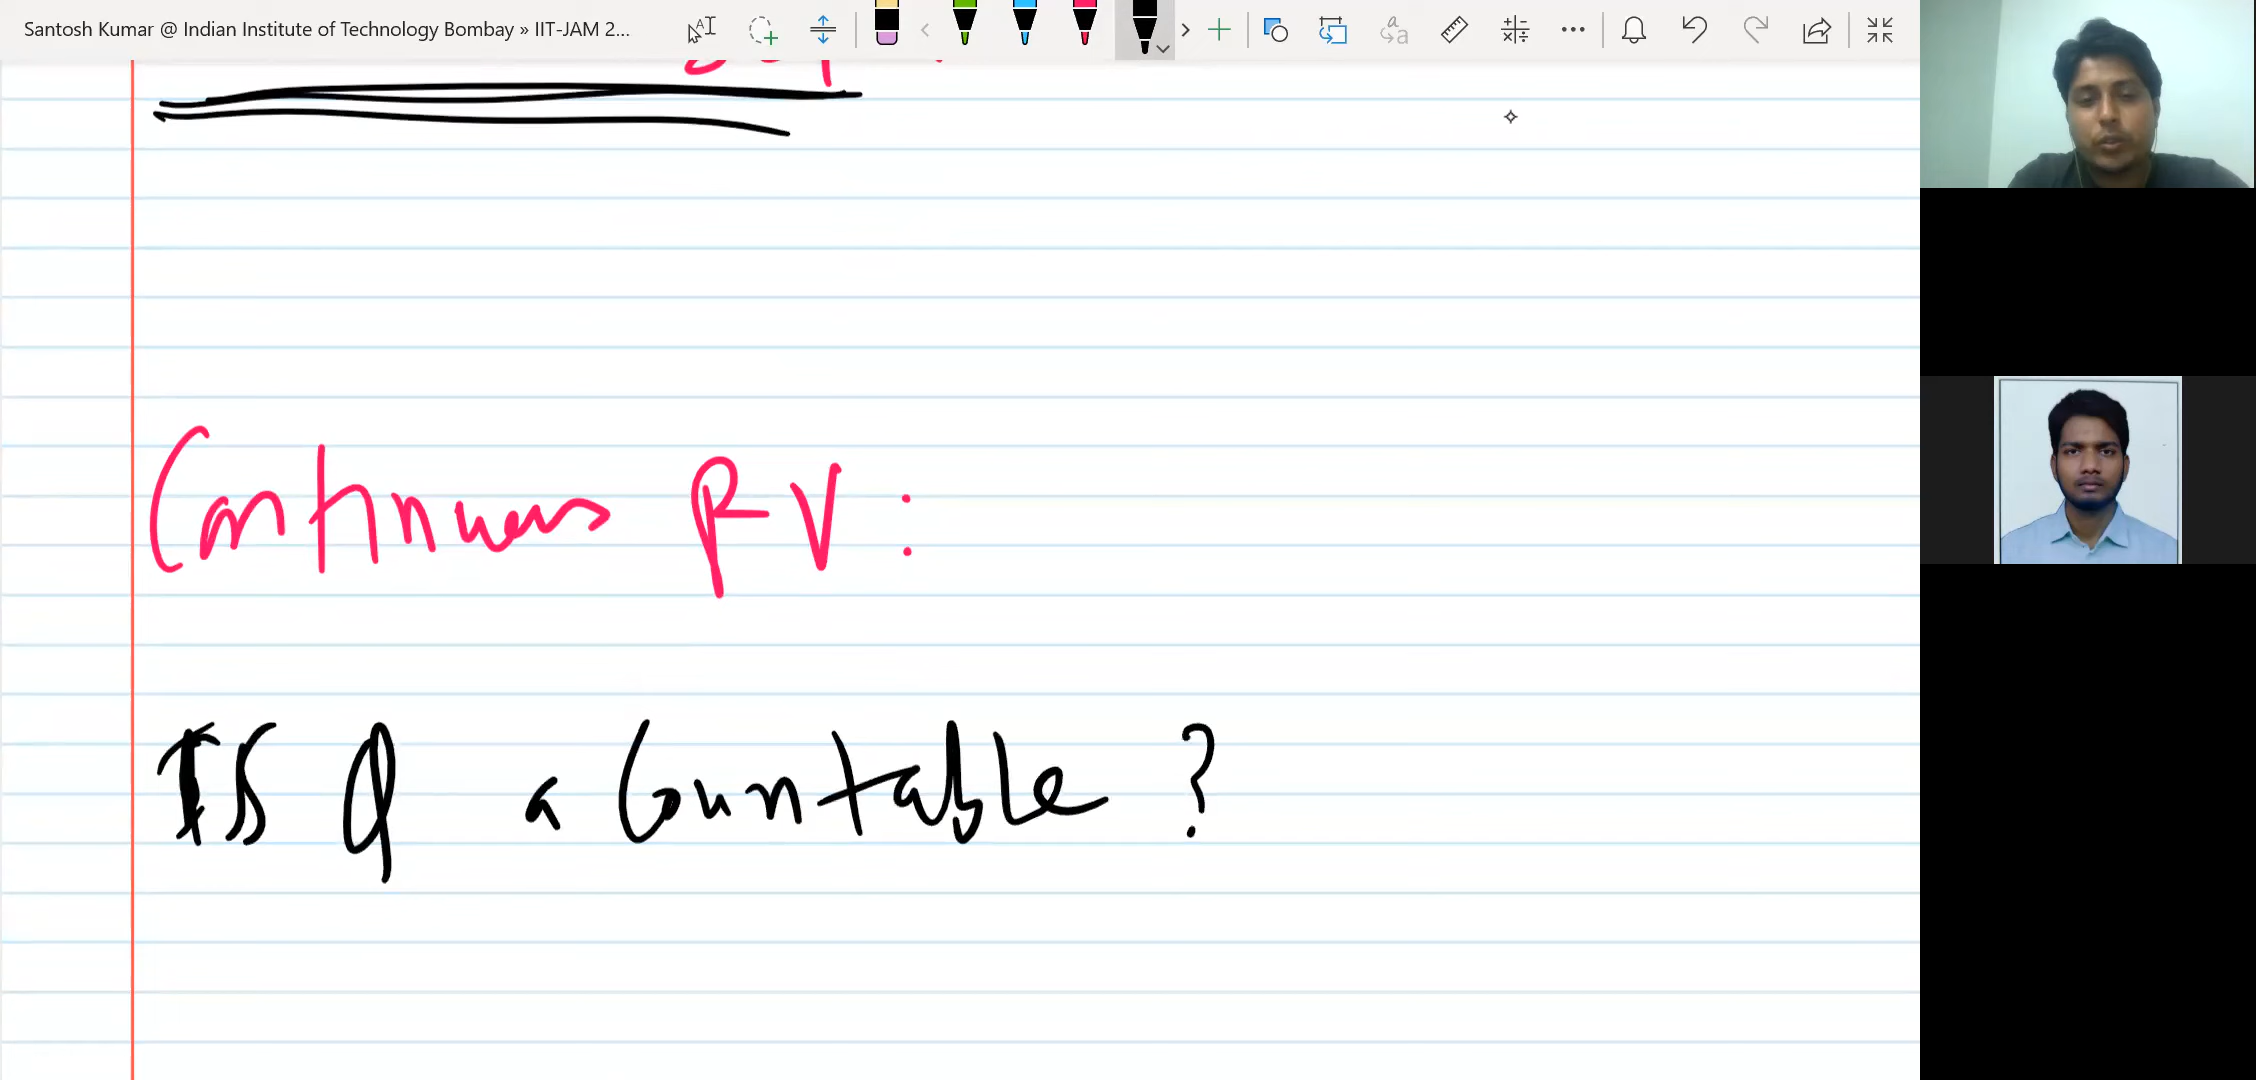 Santosh Kumar @ Indian Institute of Technology Bombay » IIT-JAM 2...
Continuous RV:
Is Q a Countable ?